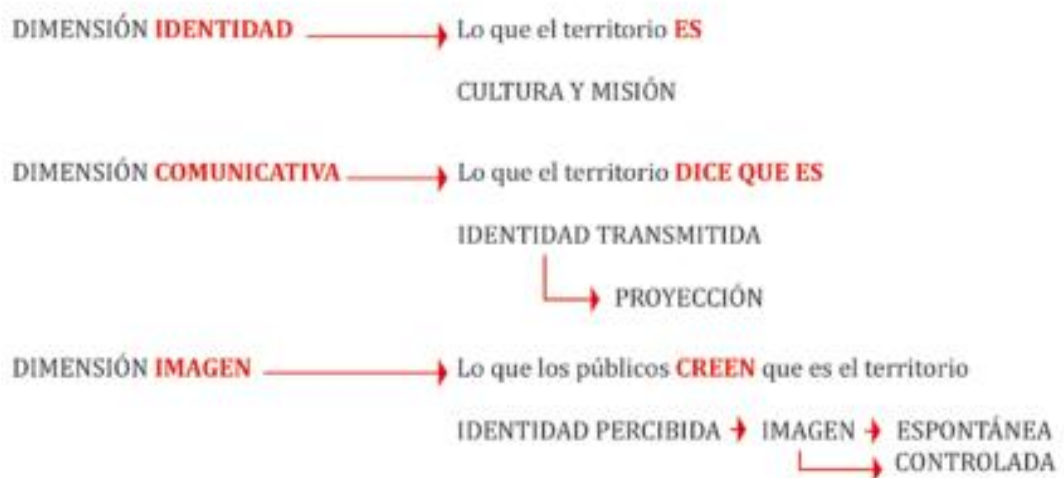 DIMENSIÓN IDENTIDAD Lo que el territorio ES
CULTURA Y MISIÓN
DIMENSIÓN COMUNICATIVA Lo que el territorio DICE QUE ES
IDENTIDAD TRANSMITIDA
PROYECCIÓN
DIMENSIÓN IMAGEN Lo que los públicos CREEN que es el territorio
IDENTIDAD PERCIBIDA IMAGEN ESPONTÁNEA
CONTROLADA